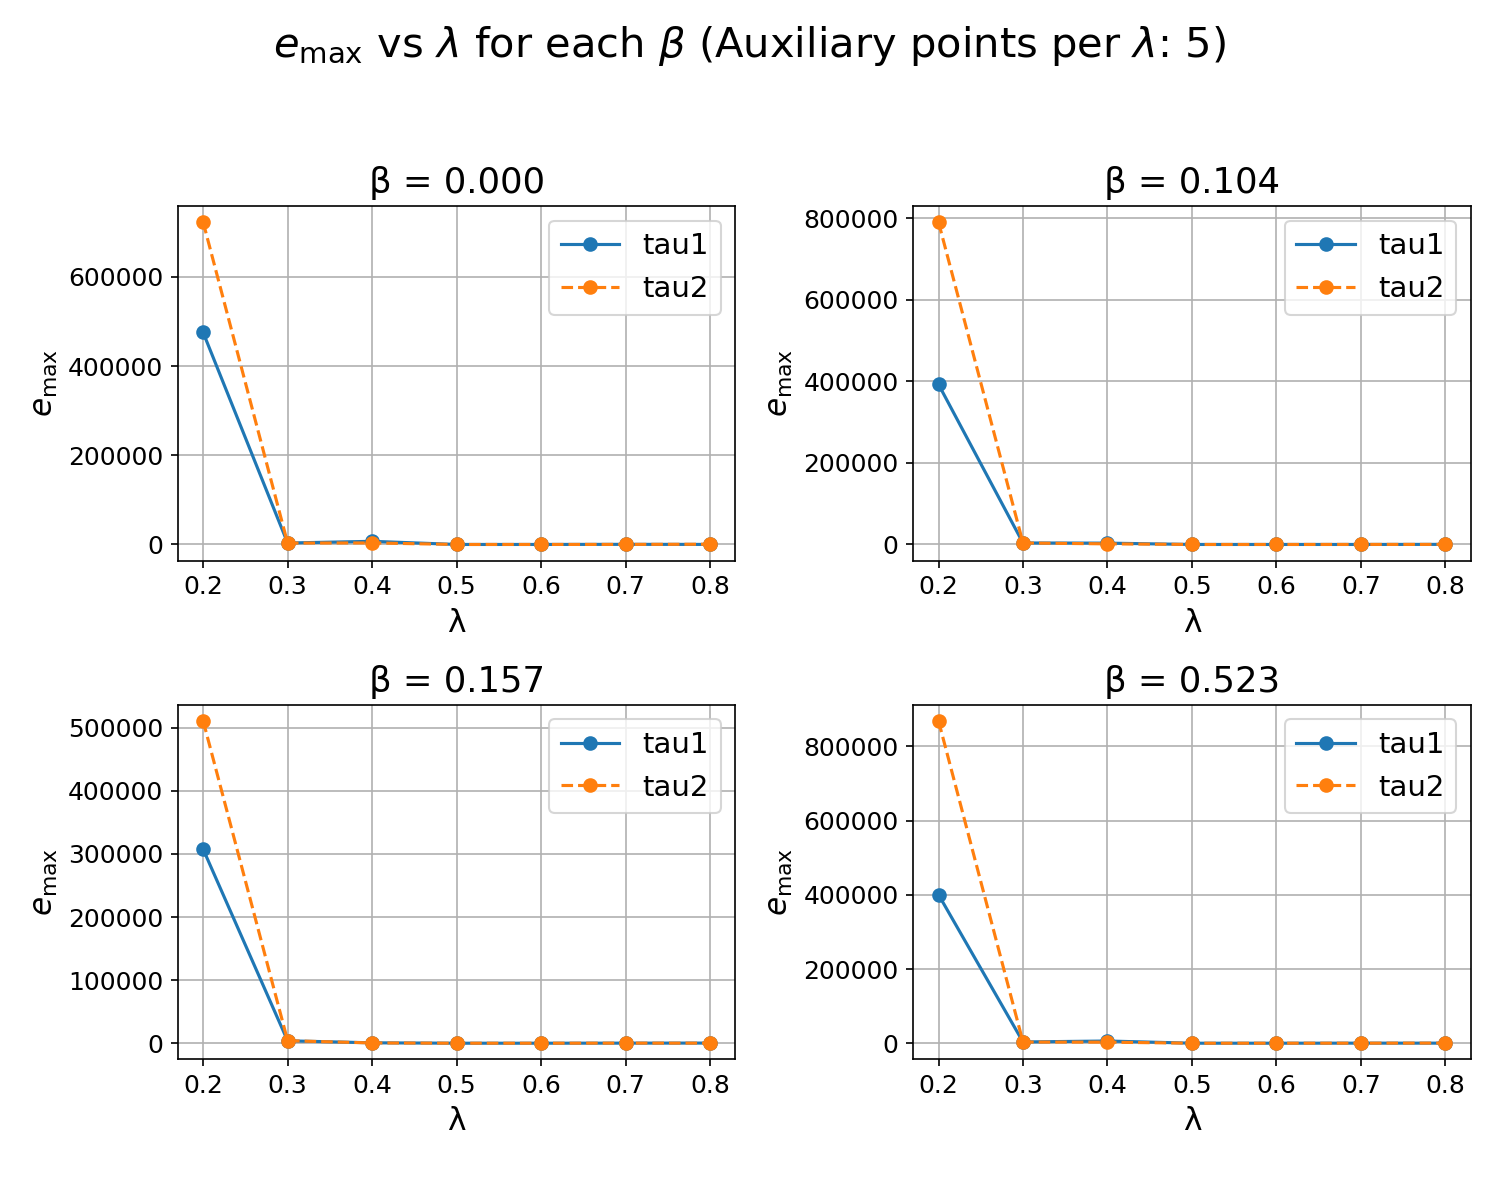 e_max vs λ for each β (Auxiliary points per λ: 5)
β = 0.000
600000
400000
200000
0
e_max
tau1
tau2
0.2 0.3 0.4 0.5 0.6 0.7 0.8
λ
β = 0.104
800000
600000
400000
200000
0
e_max
tau1
tau2
0.2 0.3 0.4 0.5 0.6 0.7 0.8
λ
β = 0.157
500000
400000
300000
200000
100000
0
e_max
tau1
tau2
0.2 0.3 0.4 0.5 0.6 0.7 0.8
λ
β = 0.523
800000
600000
400000
200000
0
e_max
tau1
tau2
0.2 0.3 0.4 0.5 0.6 0.7 0.8
λ